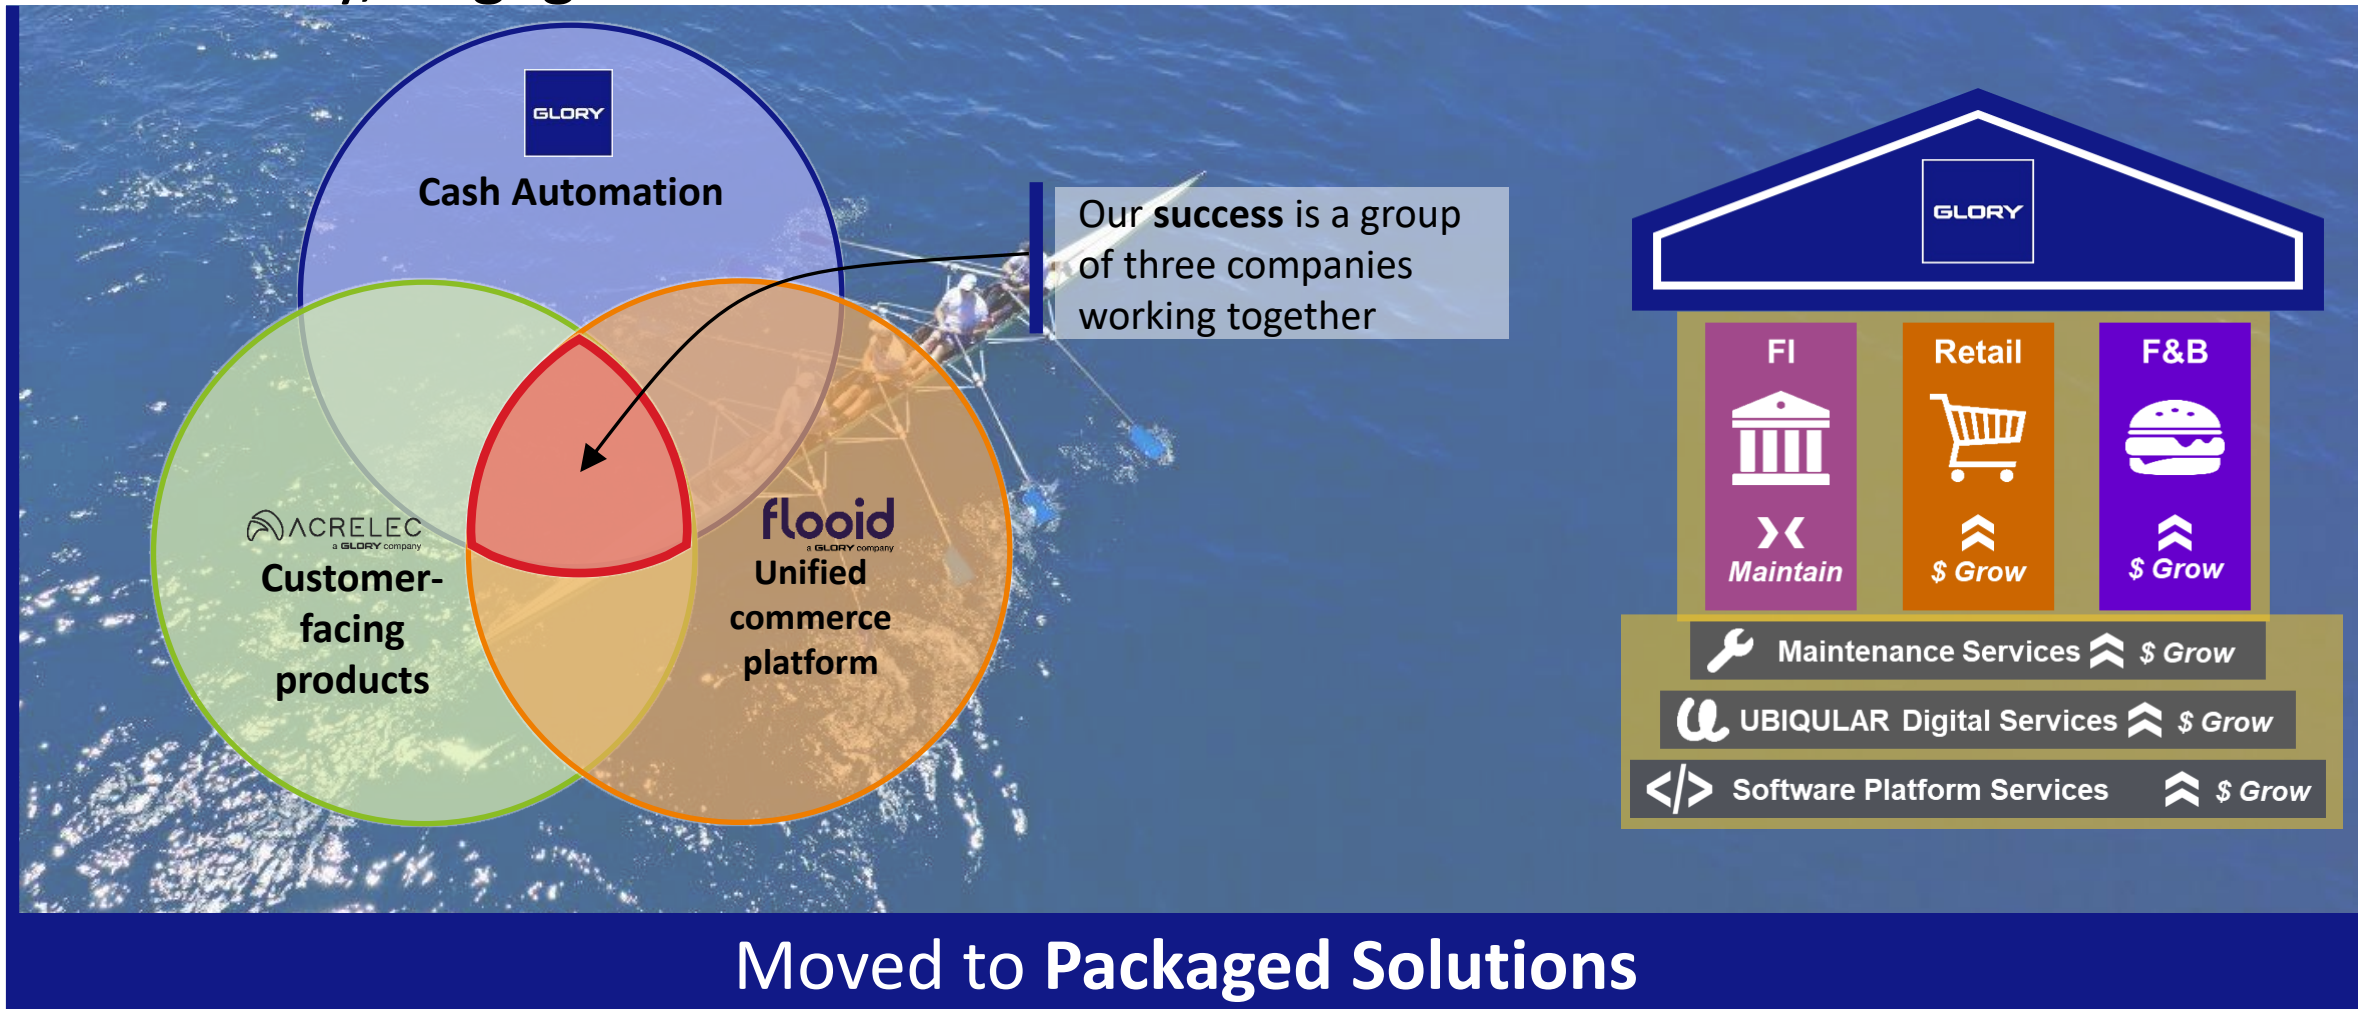 GLORY
Cash Automation
ACRELEC
a GLORY company
Customer-
facing
products
flooid
a GLORY company
Unified
commerce
platform
Our success is a group
of three companies
working together
GLORY
FI
Maintain
Retail
$ Grow
F&B
$ Grow
Maintenance Services $ Grow
UBIQULAR Digital Services $ Grow
</> Software Platform Services $ Grow
Moved to Packaged Solutions